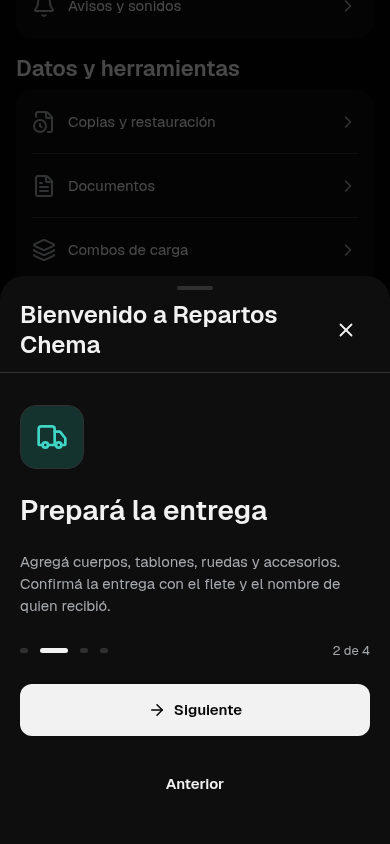 Avisos y sonidos
Datos y herramientas
Copias y restauración
Documentos
Combos de carga
Bienvenido a Repartos
Chema
Prepará la entrega
Agregá cuerpos, tablones, ruedas y accesorios.
Confirmá la entrega con el flete y el nombre de
quien recibió.
2 de 4
Siguiente
Anterior